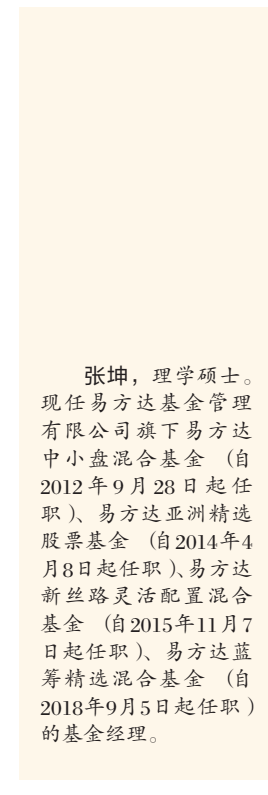 张坤，理学硕士。
现任易方达基金管理
有限公司旗下易方达
中小盘混合基金（自
2012年9月28日起任
职）、易方达亚洲精选
股票基金（自2014年4
月8日起任职）、易方达
新丝路灵活配置混合
基金（自2015年11月7
日起任职）、易方达蓝
筹精选混合基金（自
2018年9月5日起任职）
的基金经理。